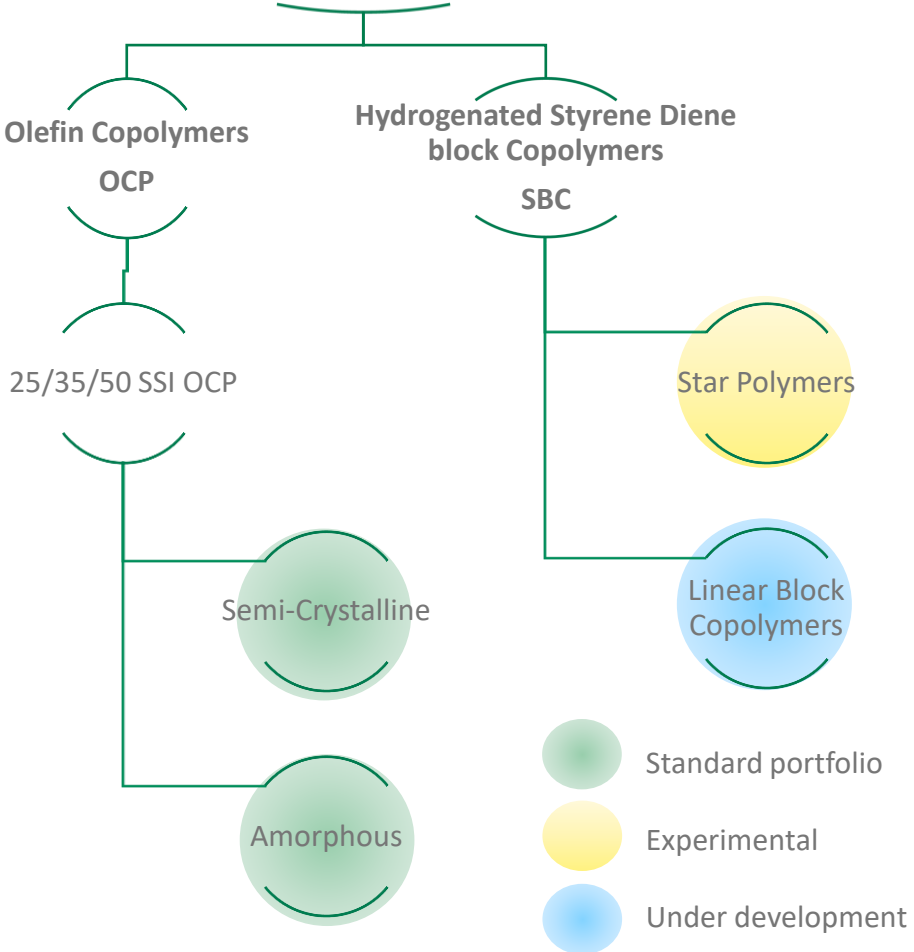 Olefin Copolymers
OCP
Hydrogenated Styrene Diene
block Copolymers
SBC
25/35/50 SSI OCP
Star Polymers
Semi-Crystalline
Linear Block
Copolymers
Amorphous
Standard portfolio
Experimental
Under development